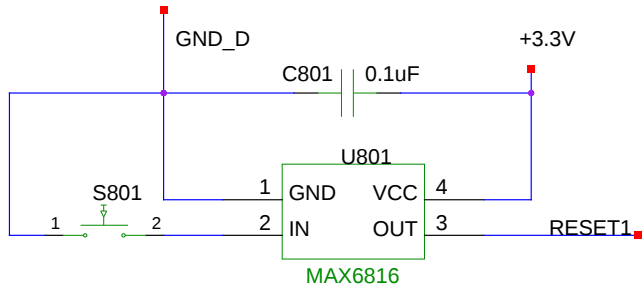 GND_D
+3.3V
C801 0.1uF
U801
S801
1 GND VCC 4
1 2
2 IN OUT 3
RESET1
MAX6816